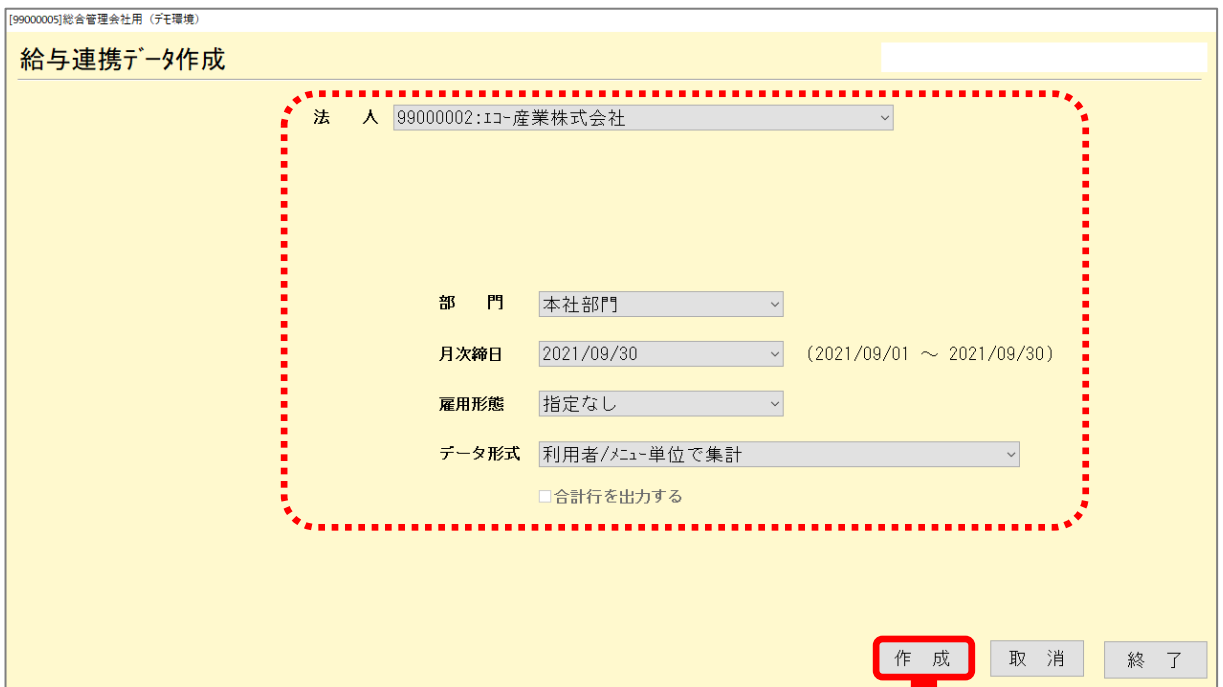 [99000005]総合管理会社用（デモ環境）
給与連携ﾃﾞｰﾀ作成
法　　人 99000002:ｴｺｰ産業株式会社
部　　門 本社部門
月次締日 2021/09/30 (2021/09/01 ～ 2021/09/30)
雇用形態 指定なし
データ形式 利用者/ﾒﾆｭｰ単位で集計
合計行を出力する
作　成 取　消 終　了